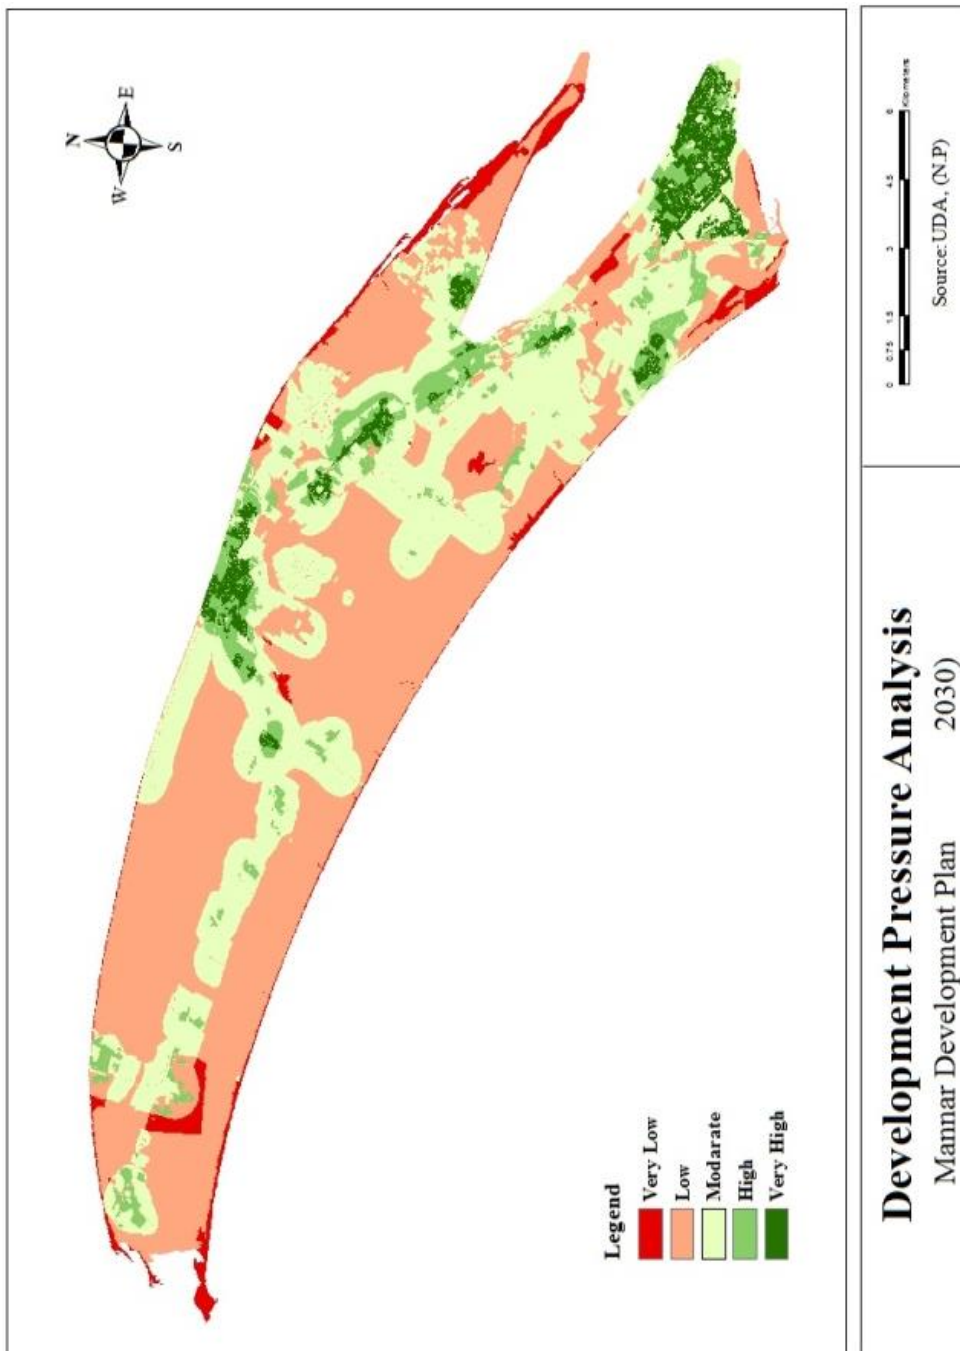 N
E
W
S
Legend
Very Low
Low
Modarate
High
Very High
Development Pressure Analysis
Mannar Development Plan 2030)
0 0.75 1.5 3 4.5 6
Kilometers
Source: UDA, (N.P)